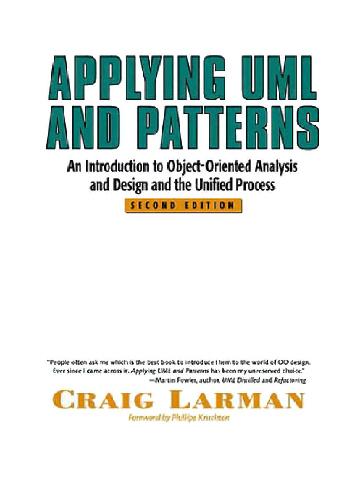 APPLYING UML
AND PATTERNS
An Introduction to Object-Oriented Analysis
and Design and the Unified Process
SECOND EDITION
"People often ask me which is the best book to introduce them to the world of OO design.
Ever since I came across it, Applying UML and Patterns has been my unreserved choice."
—Martin Fowler, author, UML Distilled and Refactoring
CRAIG LARMAN
Foreword by Philippe Kruchten